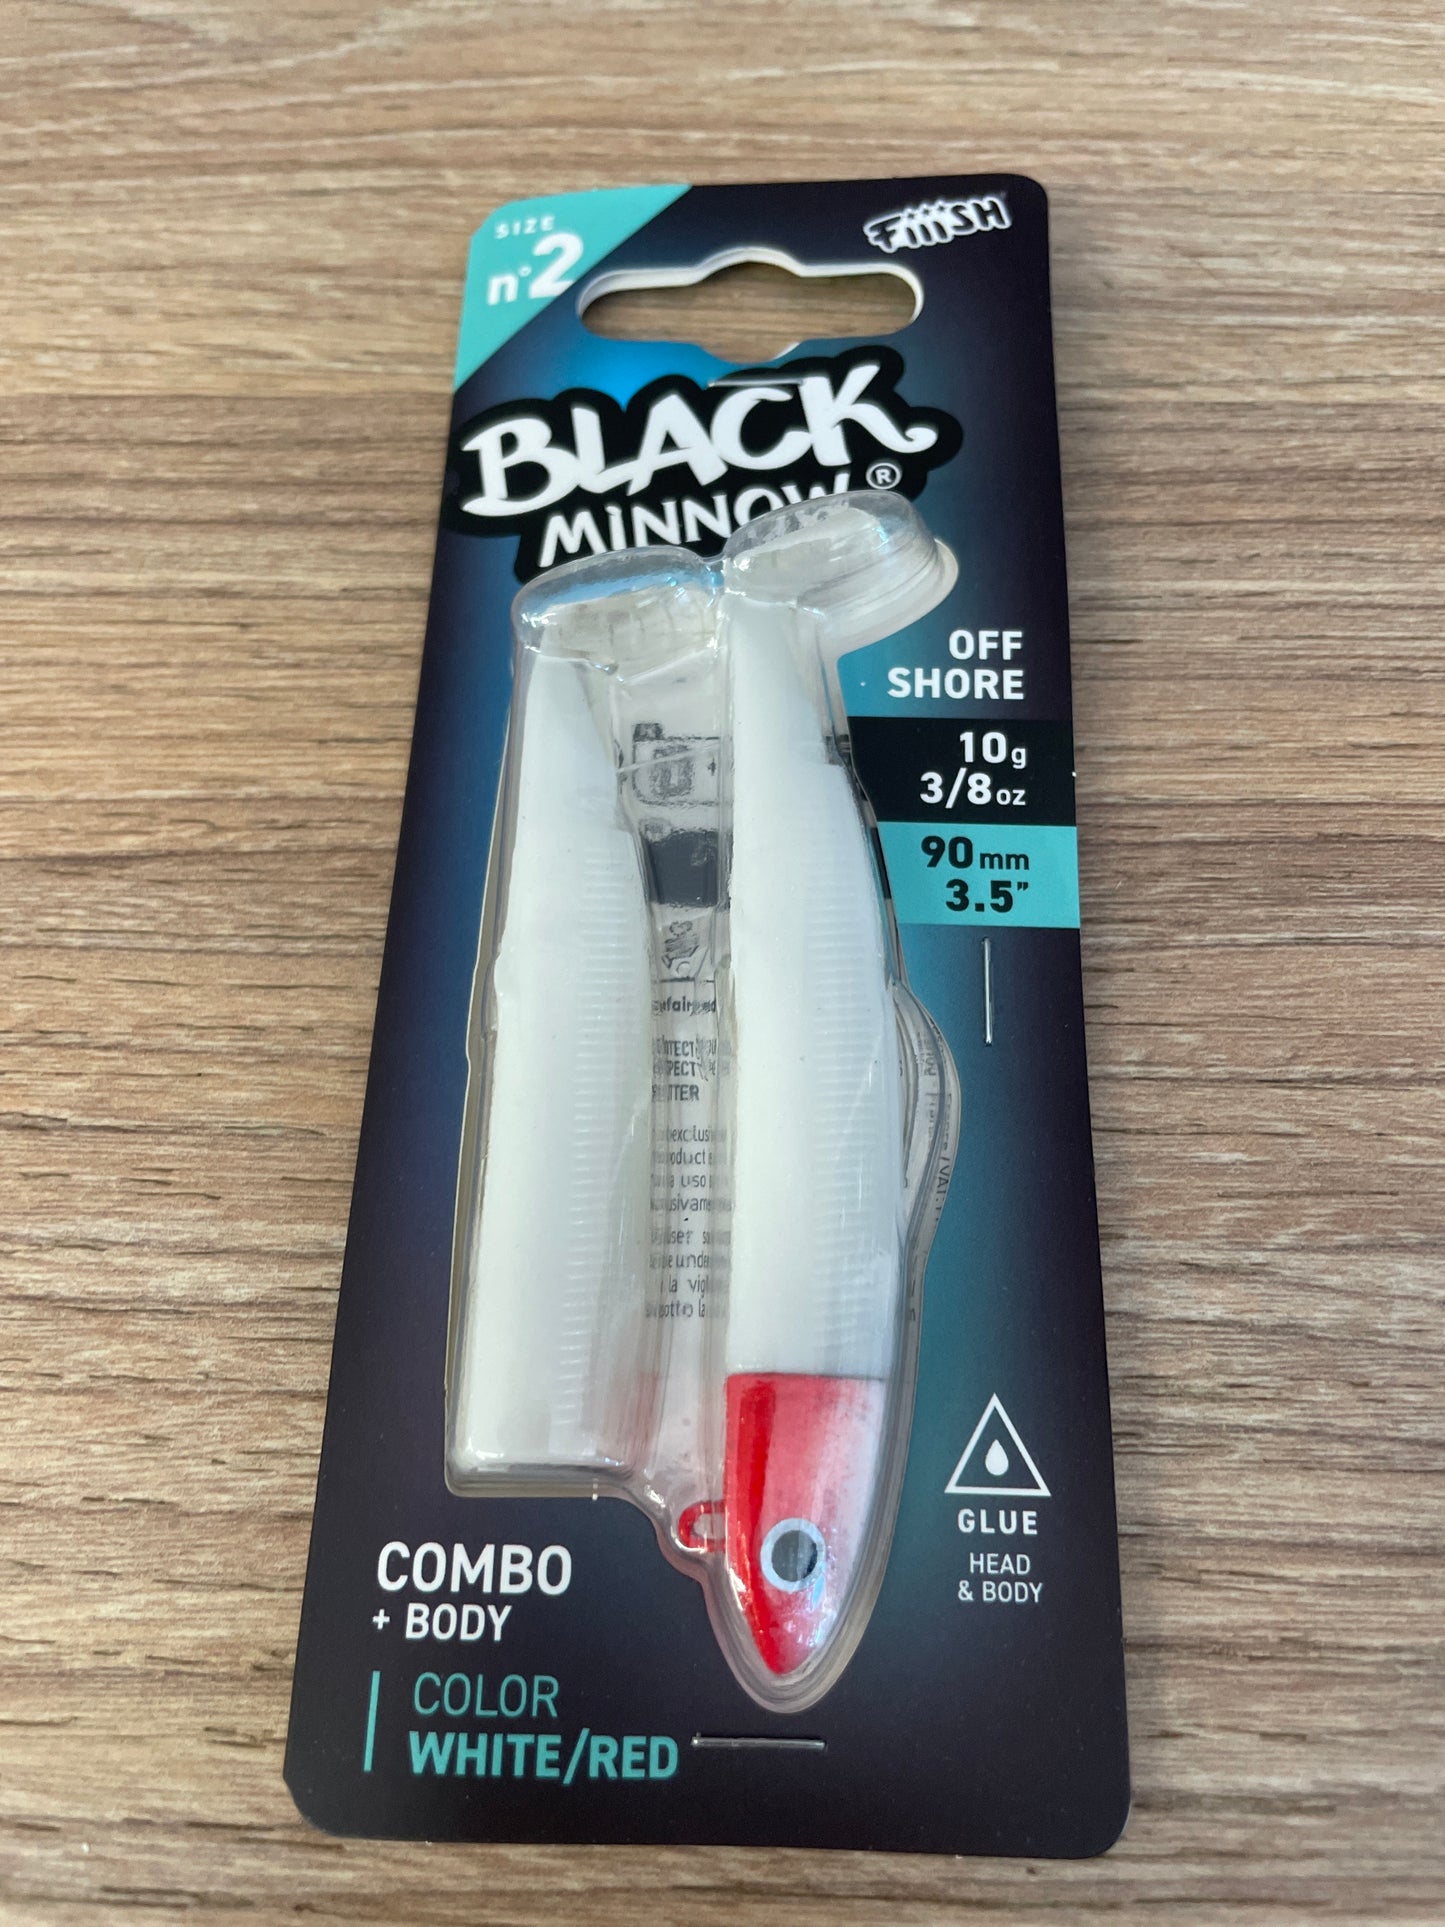 SIZE
n°2
FiiiSH
BLACK
MiNNOW®
OFF
SHORE
10g
3/8oz
90mm
3.5"
GLUE
HEAD
& BODY
COMBO
+ BODY
COLOR
WHITE/RED